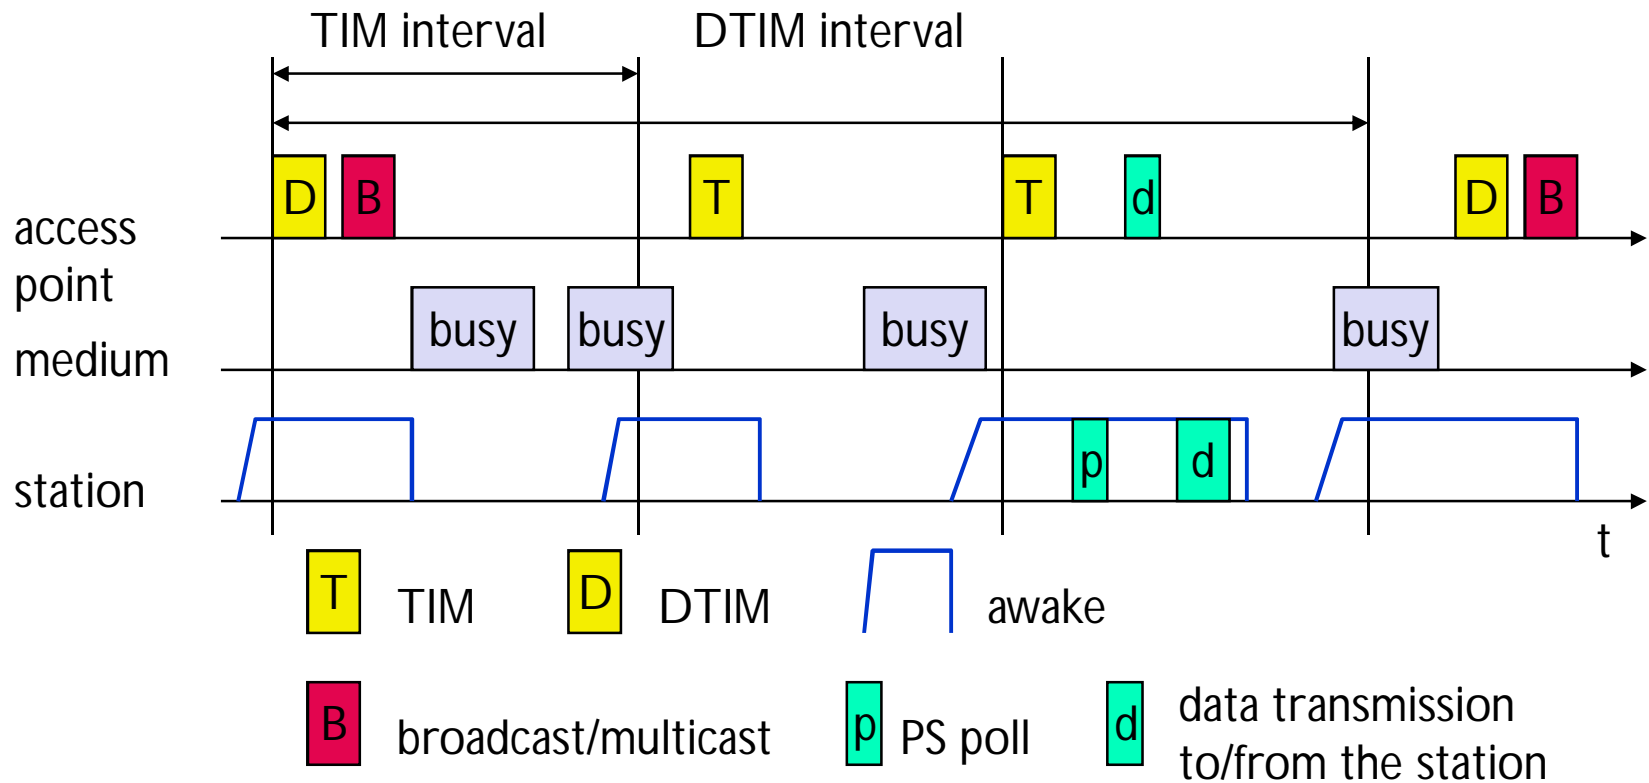 TIM interval DTIM interval
D B T T d D B
access
point
busy busy busy busy
medium
p d
station
t
T TIM D DTIM awake
B broadcast/multicast p PS poll d data transmission
to/from the station